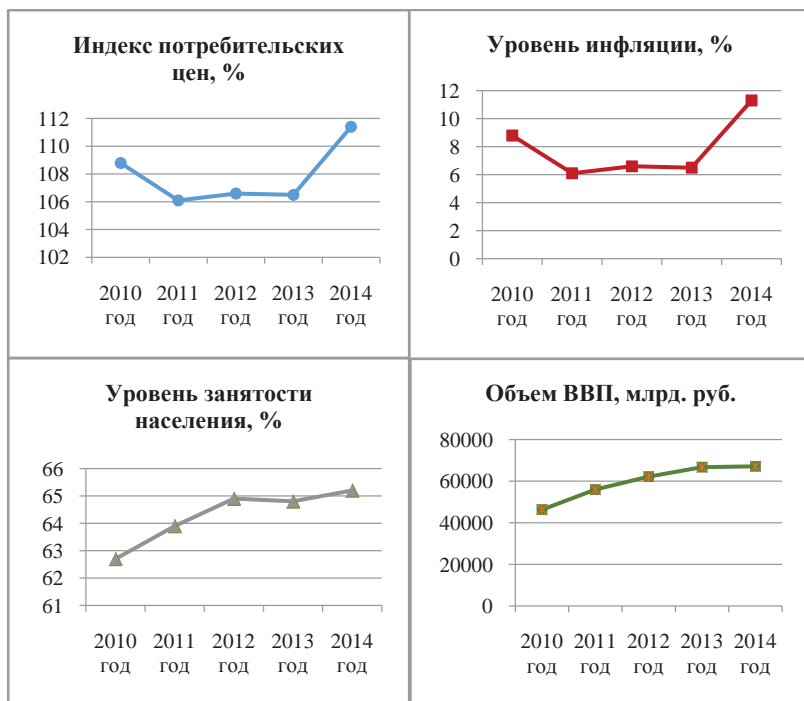 Индекс потребительских
цен, %
112
110
108
106
104
102
2010 2011 2012 2013 2014
год год год год год
Уровень инфляции, %
12
10
8
6
4
2
0
2010 2011 2012 2013 2014
год год год год год
Уровень занятости
населения, %
66
65
64
63
62
61
2010 2011 2012 2013 2014
год год год год год
Объем ВВП, млрд. руб.
80000
60000
40000
20000
0
2010 2011 2012 2013 2014
год год год год год